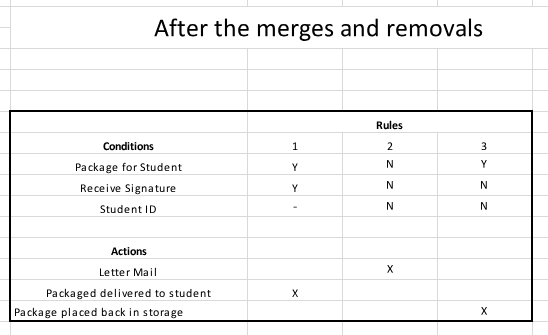 After the merges and removals
Rules
Conditions 1 2 3
Package for Student Y N Y
Receive Signature Y N N
Student ID - N N
Actions
Letter Mail X
Packaged delivered to student X
Package placed back in storage X